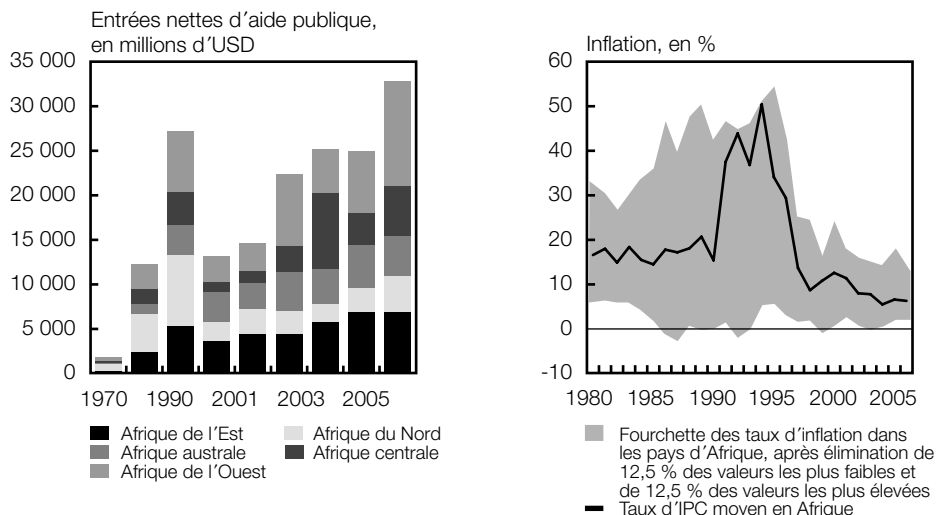 Entrées nettes d'aide publique,
en millions d'USD
35 000
30 000
25 000
20 000
15 000
10 000
5 000
0
1970 1990 2001 2003 2005
Afrique de l'Est
Afrique australe
Afrique de l'Ouest
Afrique du Nord
Afrique centrale
Inflation, en %
60
50
40
30
20
10
0
-10
1980 1985 1990 1995 2000 2005
Fourchette des taux d'inflation dans
les pays d'Afrique, après élimination de
12,5 % des valeurs les plus faibles et
de 12,5 % des valeurs les plus élevées
Taux d'IPC moyen en Afrique